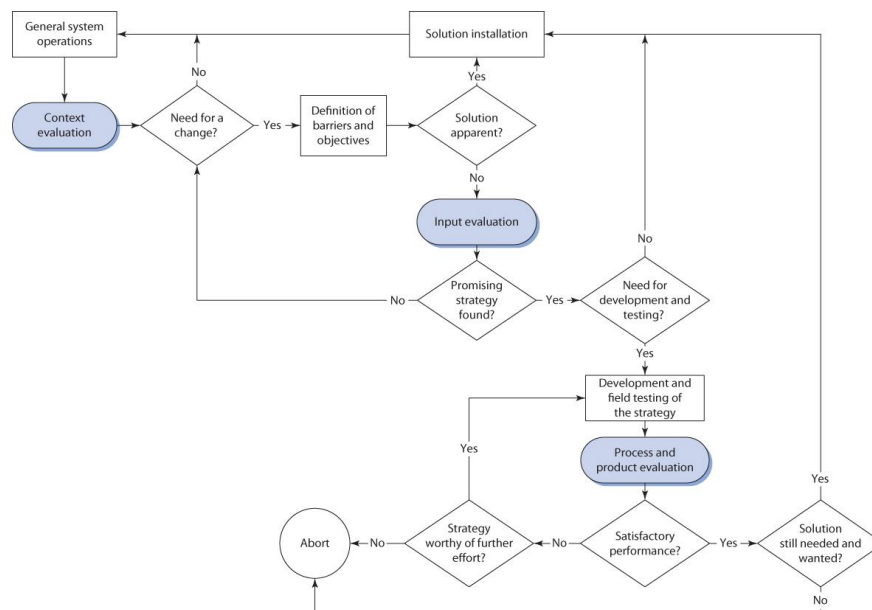 General system
operations
Solution installation
No
Yes
Context
evaluation
Need for a
change?
Yes
Definition of
barriers and
objectives
Solution
apparent?
No
Input evaluation
No
Promising
strategy
found?
Yes
Need for
development and
testing?
No
Yes
Development and
field testing of
the strategy
Yes
Process and
product evaluation
Yes
Abort
No
Strategy
worthy of further
effort?
No
Satisfactory
performance?
Yes
Solution
still needed and
wanted?
No